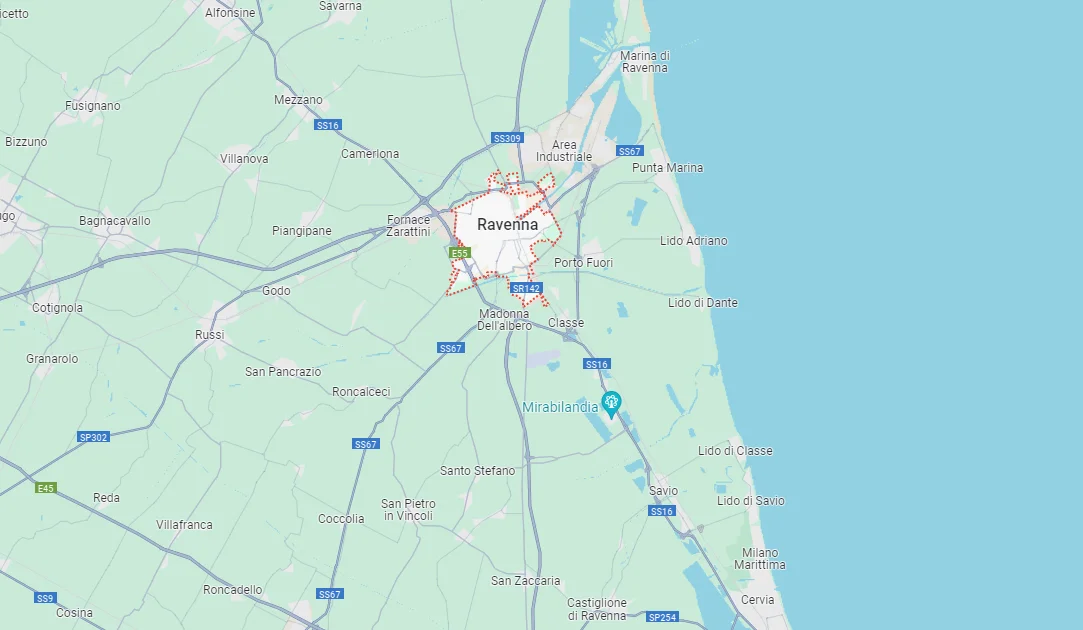 Savarna
Alfonsine
icetto
Marina di
Ravenna
Mezzano
Fusignano
SS16
SS309
Bizzuno
Area
Industriale
SS67
Camerlona
Villanova
Punta Marina
Bagnacavallo
Fornace
Zarattini
Ravenna
Piangipane
Lido Adriano
E55
Porto Fuori
Godo
SR142
Cotignola
Lido di Dante
Madonna
Dell'albero
Classe
Russi
SS67
Granarolo
SS16
San Pancrazio
Roncalceci
Mirabilandia
SP302
SS67
Lido di Classe
Santo Stefano
E45
Reda
Savio
Lido di Savio
San Pietro
in Vincoli
SS16
Coccolia
Villafranca
Milano
Marittima
San Zaccaria
Roncadello
SS67
SS9
Cervia
Castiglione
di Ravenna
SP254
Cosina